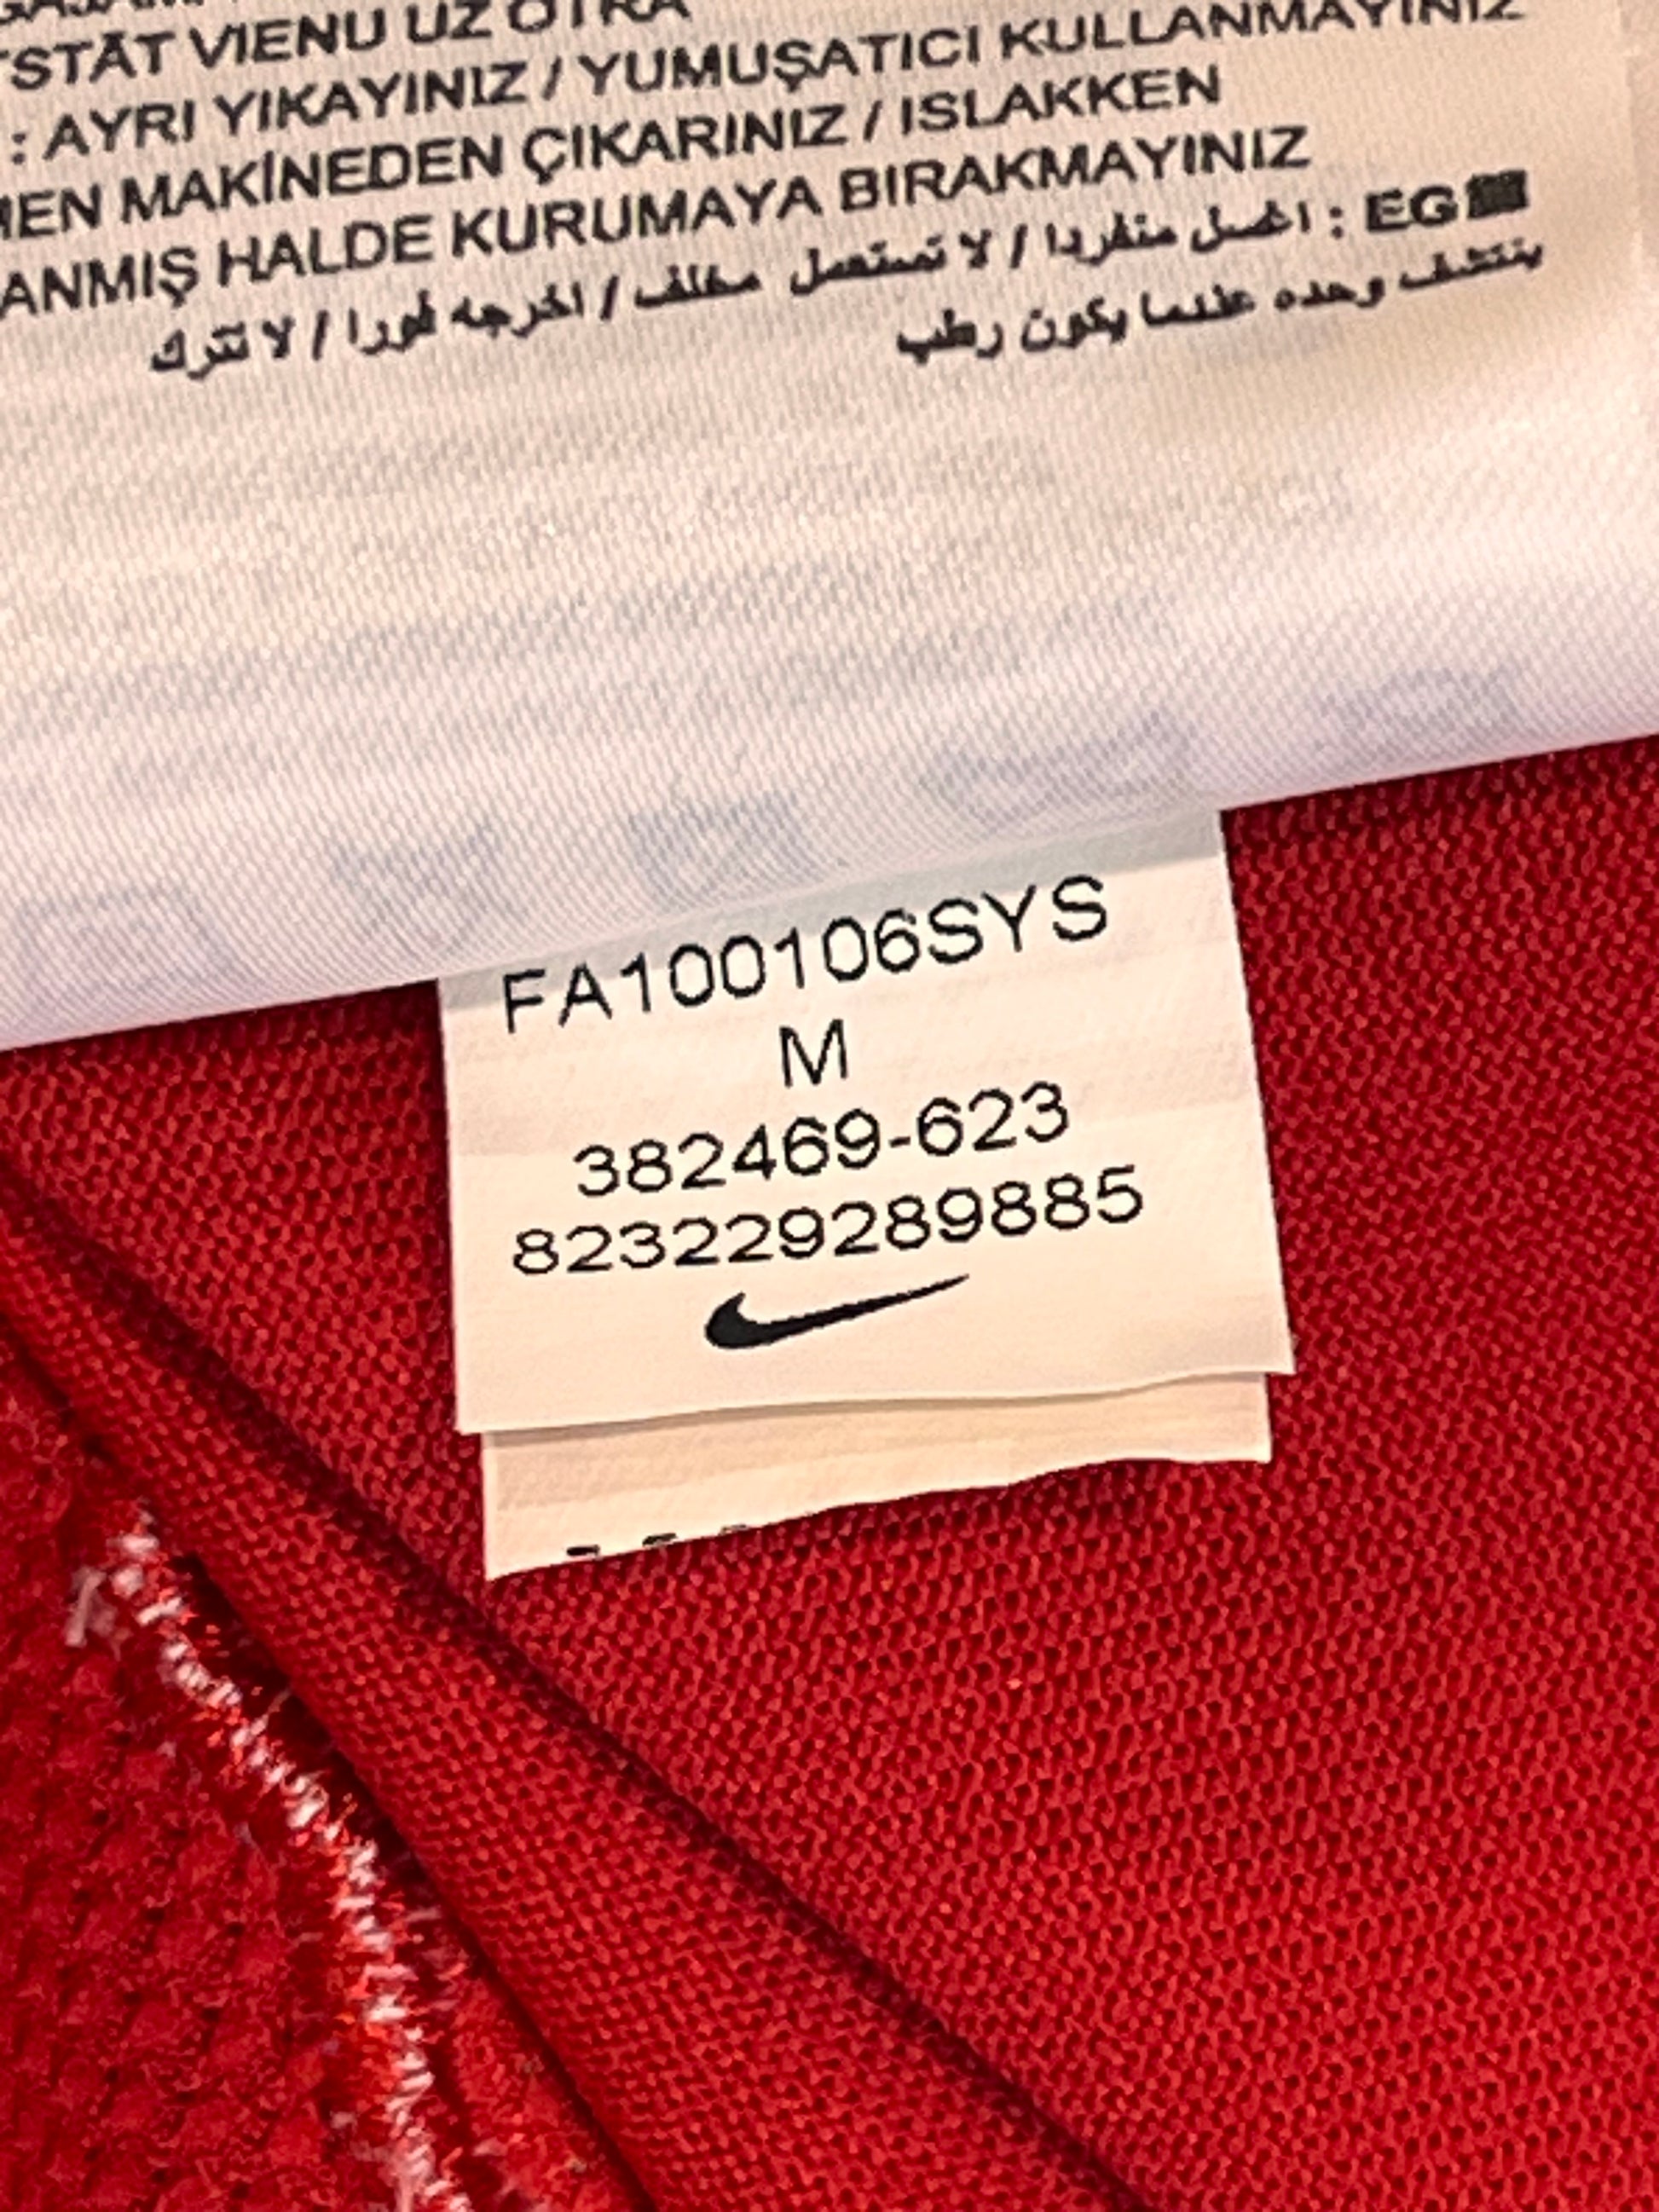 STĀT VIENU UZ OTRA
: AYRI YIKAYINIZ / YUMUŞATICI KULLANMAYINIZ
MEN MAKİNEDEN ÇIKARINIZ / ISLAKKEN
ANMIŞ HALDE KURUMAYA BIRAKMAYINIZ
EG : اغسل منفردا / لا تستعمل مغلف / اخرجه فورا / لا تترك
ينتشف وحده عندما يكون رطب
FA100106SYS
M
382469-623
823229289885